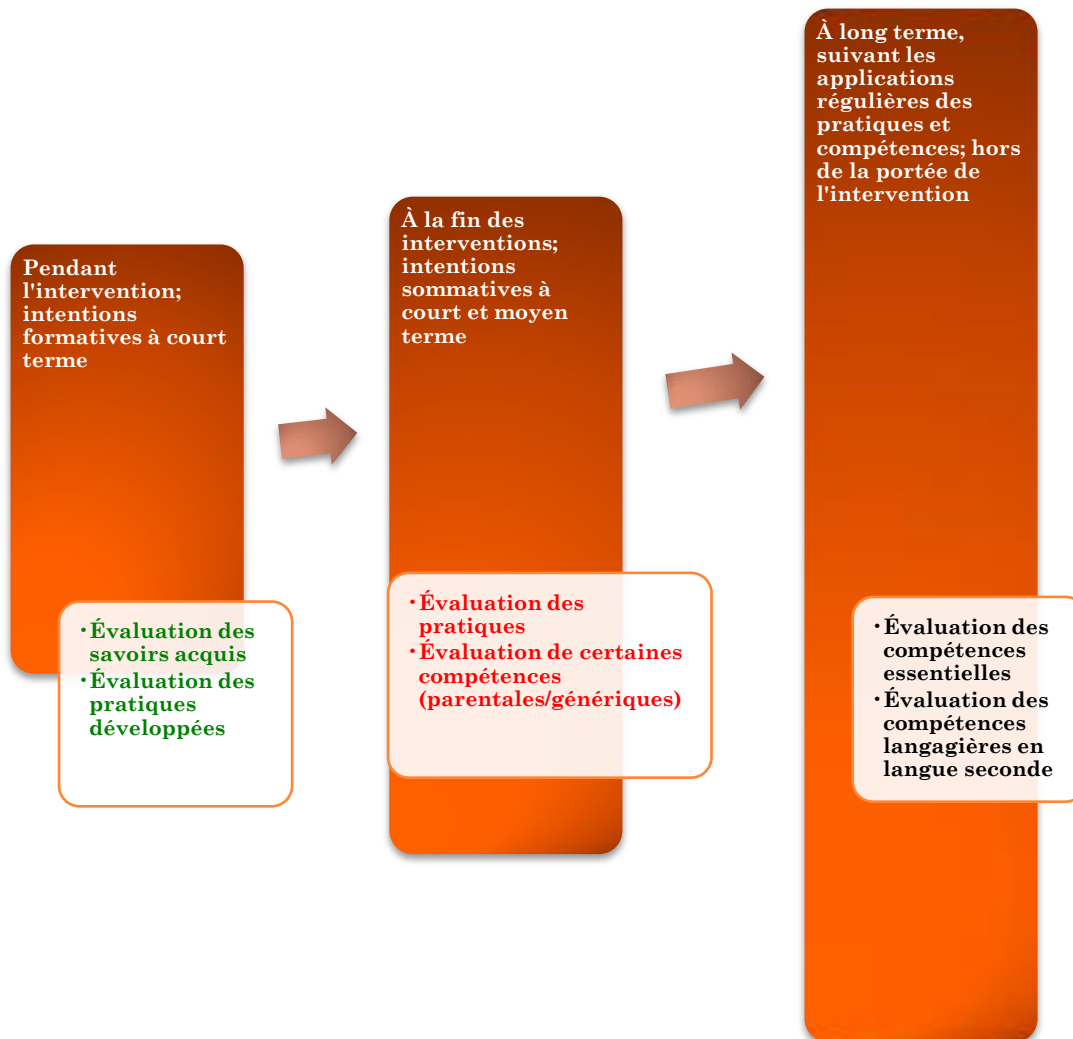 Pendant
l'intervention;
intentions
formatives à court
terme
·Évaluation des
savoirs acquis
·Évaluation des
pratiques
développées
À la fin des
interventions;
intentions
sommatives à
court et moyen
terme
·Évaluation des
pratiques
·Évaluation de certaines
compétences
(parentales/génériques)
À long terme,
suivant les
applications
régulières des
pratiques et
compétences; hors
de la portée de
l'intervention
·Évaluation des
compétences
essentielles
·Évaluation des
compétences
langagières en
langue seconde